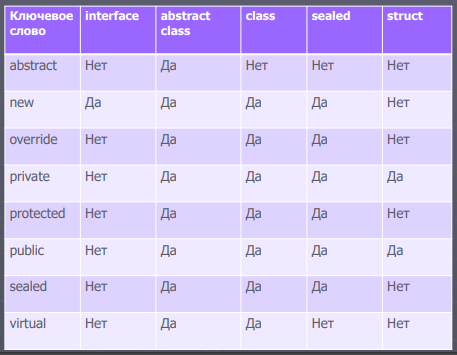 Ключевое слово interface abstract class class sealed struct
abstract Нет Да Нет Нет Нет
new Да Да Да Да Нет
override Нет Да Да Да Нет
private Нет Да Да Да Да
protected Нет Да Да Да Нет
public Нет Да Да Да Да
sealed Нет Да Да Да Нет
virtual Нет Да Да Нет Нет